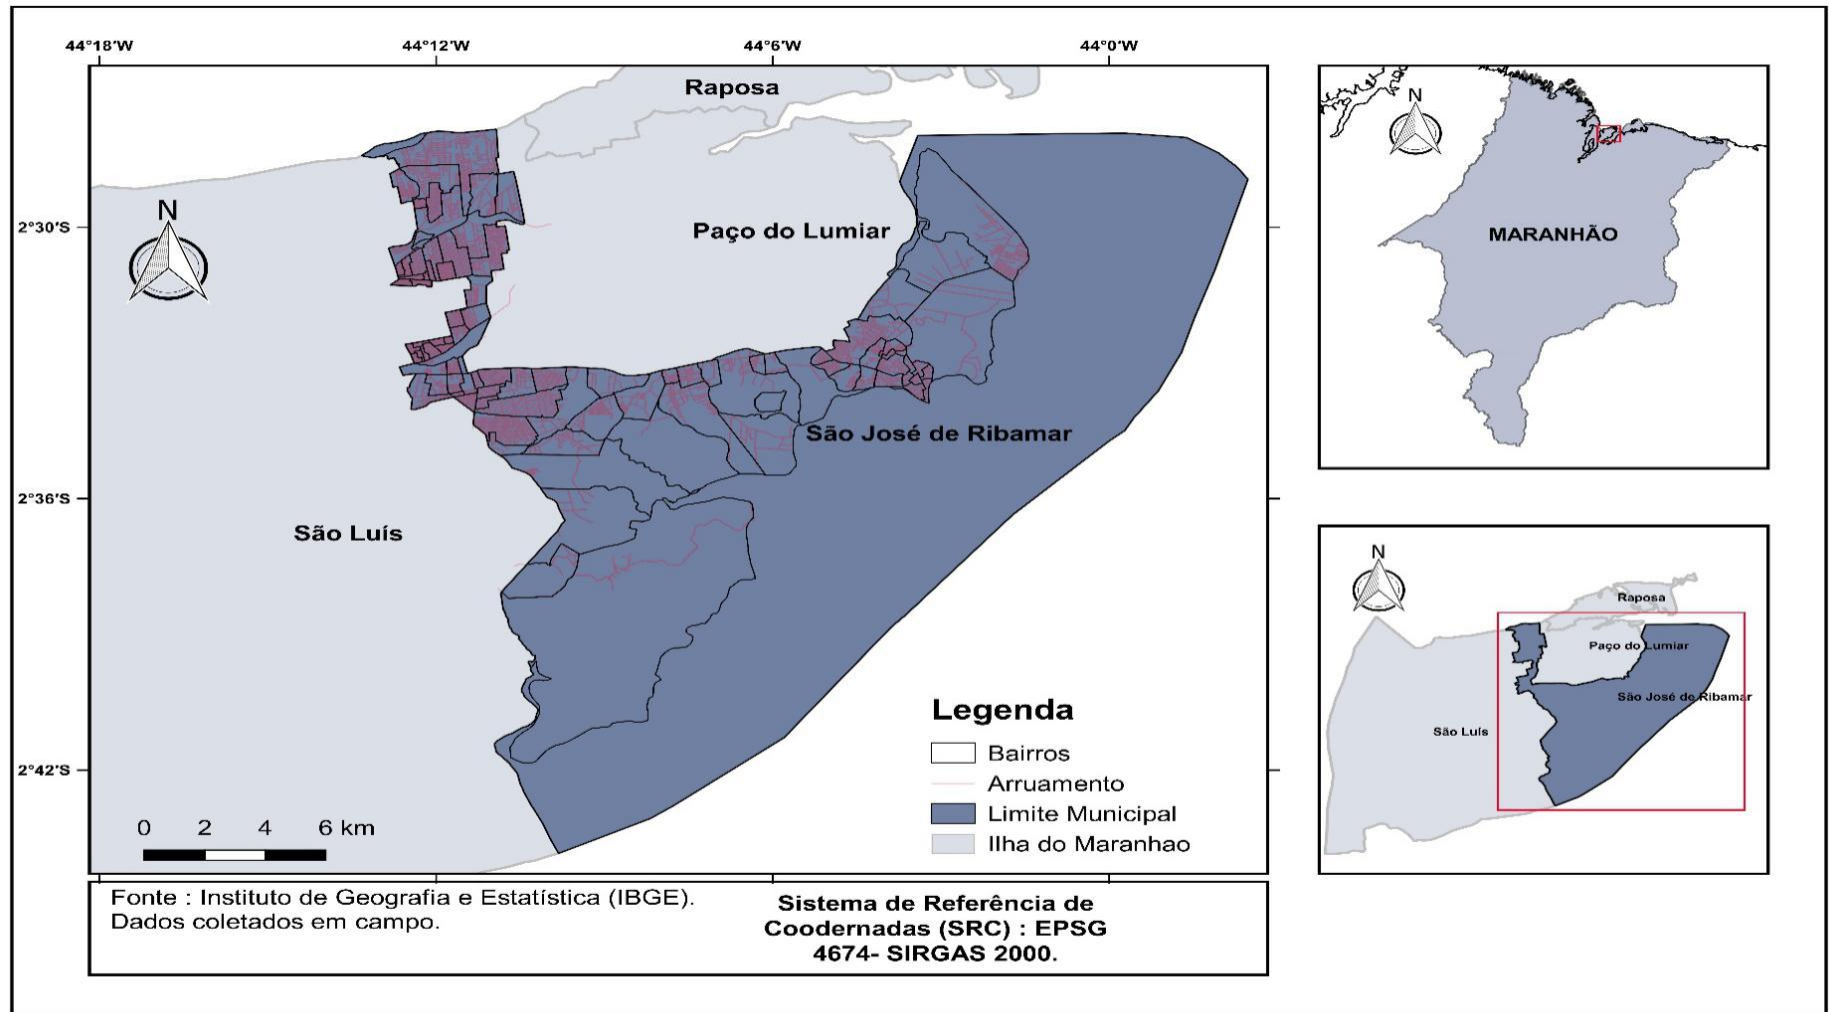 44°18'W
44°12'W
44°6'W
44°0'W
Raposa
N
2°30'S
Paço do Lumiar
São José de Ribamar
2°36'S
São Luís
2°42'S
Legenda
Bairros
Arruamento
Limite Municipal
Ilha do Maranhao
0 2 4 6 km
Fonte : Instituto de Geografia e Estatística (IBGE).
Dados coletados em campo.
Sistema de Referência de
Coodernadas (SRC) : EPSG
4674- SIRGAS 2000.
N
MARANHÃO
N
Raposa
Paço do Lumiar
São José de Ribamar
São Luís